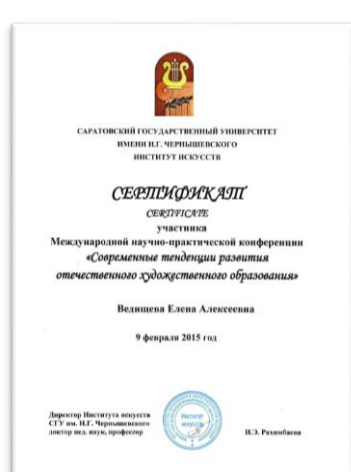 САРАТОВСКИЙ ГОСУДАРСТВЕННЫЙ УНИВЕРСИТЕТ
ИМЕНИ Н.Г. ЧЕРНЫШЕВСКОГО
ИНСТИТУТ ИСКУССТВ
СЕРТИФИКАТ
CERTIFICATE
участника
Международной научно-практической конференции
«Современные тенденции развития
отечественного художественного образования»
Ведищева Елена Алексеевна
9 февраля 2015 год
Директор Института искусств
СГУ им. Н.Г. Чернышевского
доктор пед. наук, профессор
Институт
искусств
И.Э. Рахимбаева